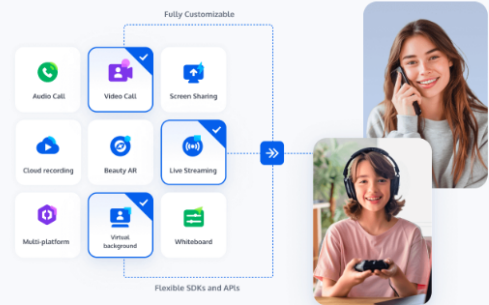 Fully Customizable
Audio Call
Video Call
Screen Sharing
Cloud recording
Beauty AR
Live Streaming
Multi-platform
Virtual
background
Whiteboard
Flexible SDKs and APIs